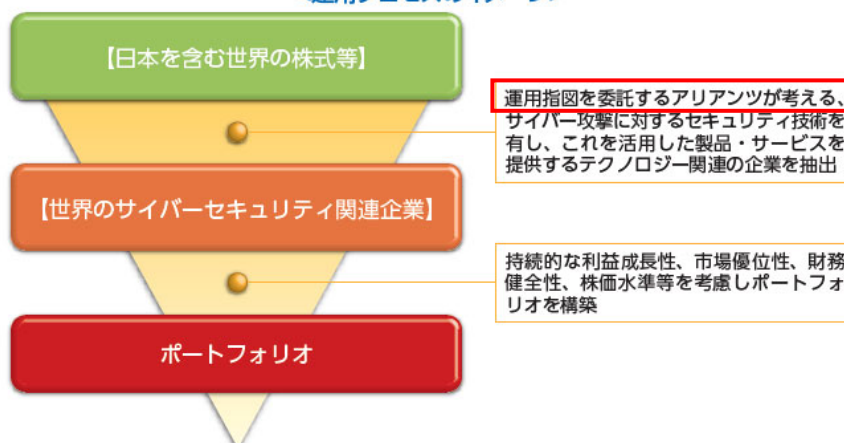 【日本を含む世界の株式等】
運用指図を委託するアリアンツが考える、
サイバー攻撃に対するセキュリティ技術を
有し、これを活用した製品・サービスを
提供するテクノロジー関連の企業を抽出
【世界のサイバーセキュリティ関連企業】
持続的な利益成長性、市場優位性、財務
健全性、株価水準等を考慮しポートフォ
リオを構築
ポートフォリオ